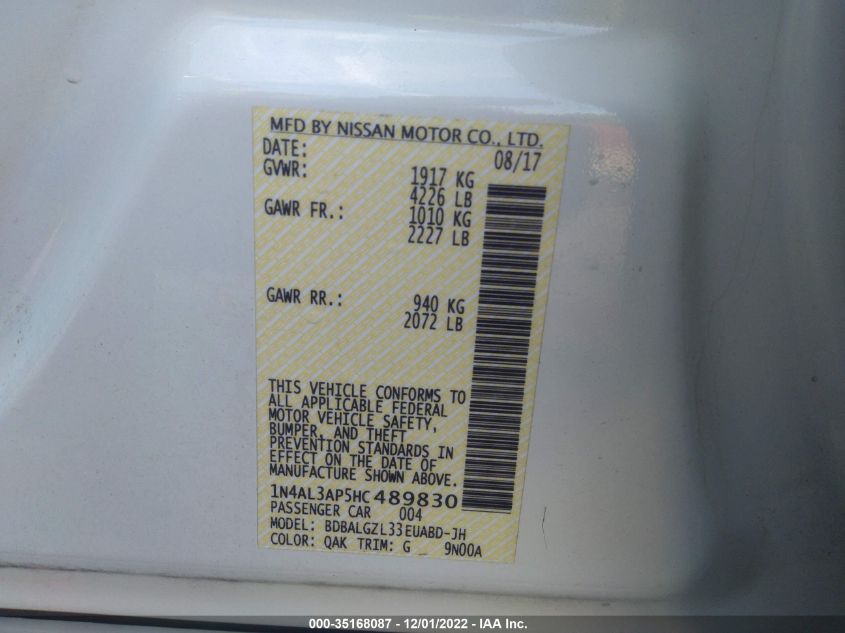 MFD BY NISSAN MOTOR CO., LTD.
DATE: 08/17
GVWR: 1917 KG
4226 LB
GAWR FR.: 1010 KG
2227 LB
GAWR RR.: 940 KG
2072 LB
THIS VEHICLE CONFORMS TO
ALL APPLICABLE FEDERAL
MOTOR VEHICLE SAFETY,
BUMPER, AND THEFT
PREVENTION STANDARDS IN
EFFECT ON THE DATE OF
MANUFACTURE SHOWN ABOVE.
1N4AL3AP5HC489830
PASSENGER CAR 004
MODEL: BDBALGZL33EUABD-JH
COLOR: QAK TRIM: G 9N00A
000-35168087 - 12/01/2022 - IAA Inc.